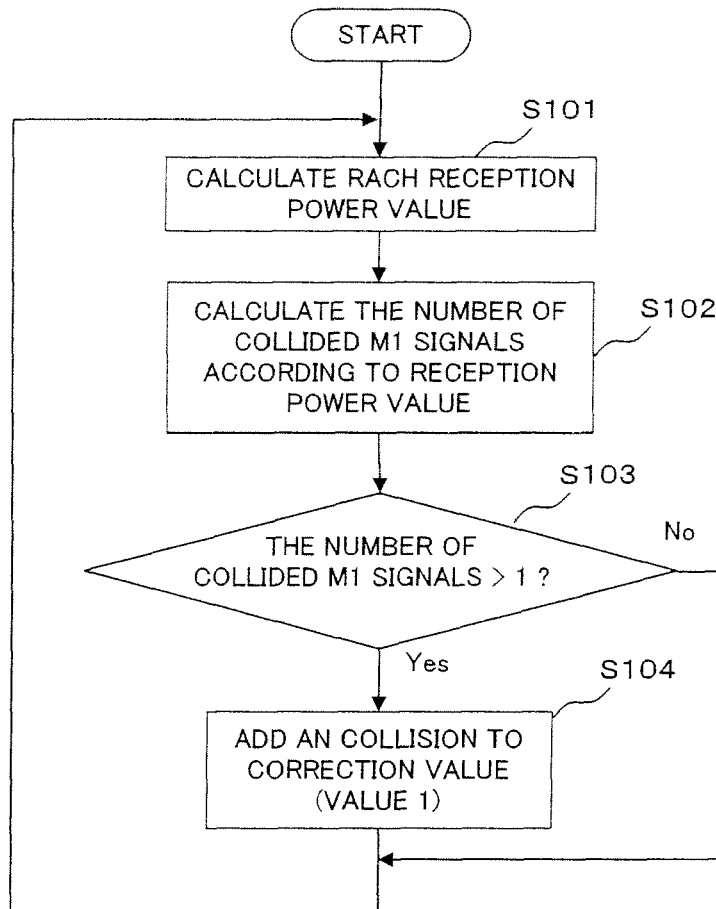 START
S101
CALCULATE RACH RECEPTION
POWER VALUE
S102
CALCULATE THE NUMBER OF
COLLIDED M1 SIGNALS
ACCORDING TO RECEPTION
POWER VALUE
S103
No
THE NUMBER OF
COLLIDED M1 SIGNALS > 1 ?
Yes
S104
ADD AN COLLISION TO
CORRECTION VALUE
(VALUE 1)